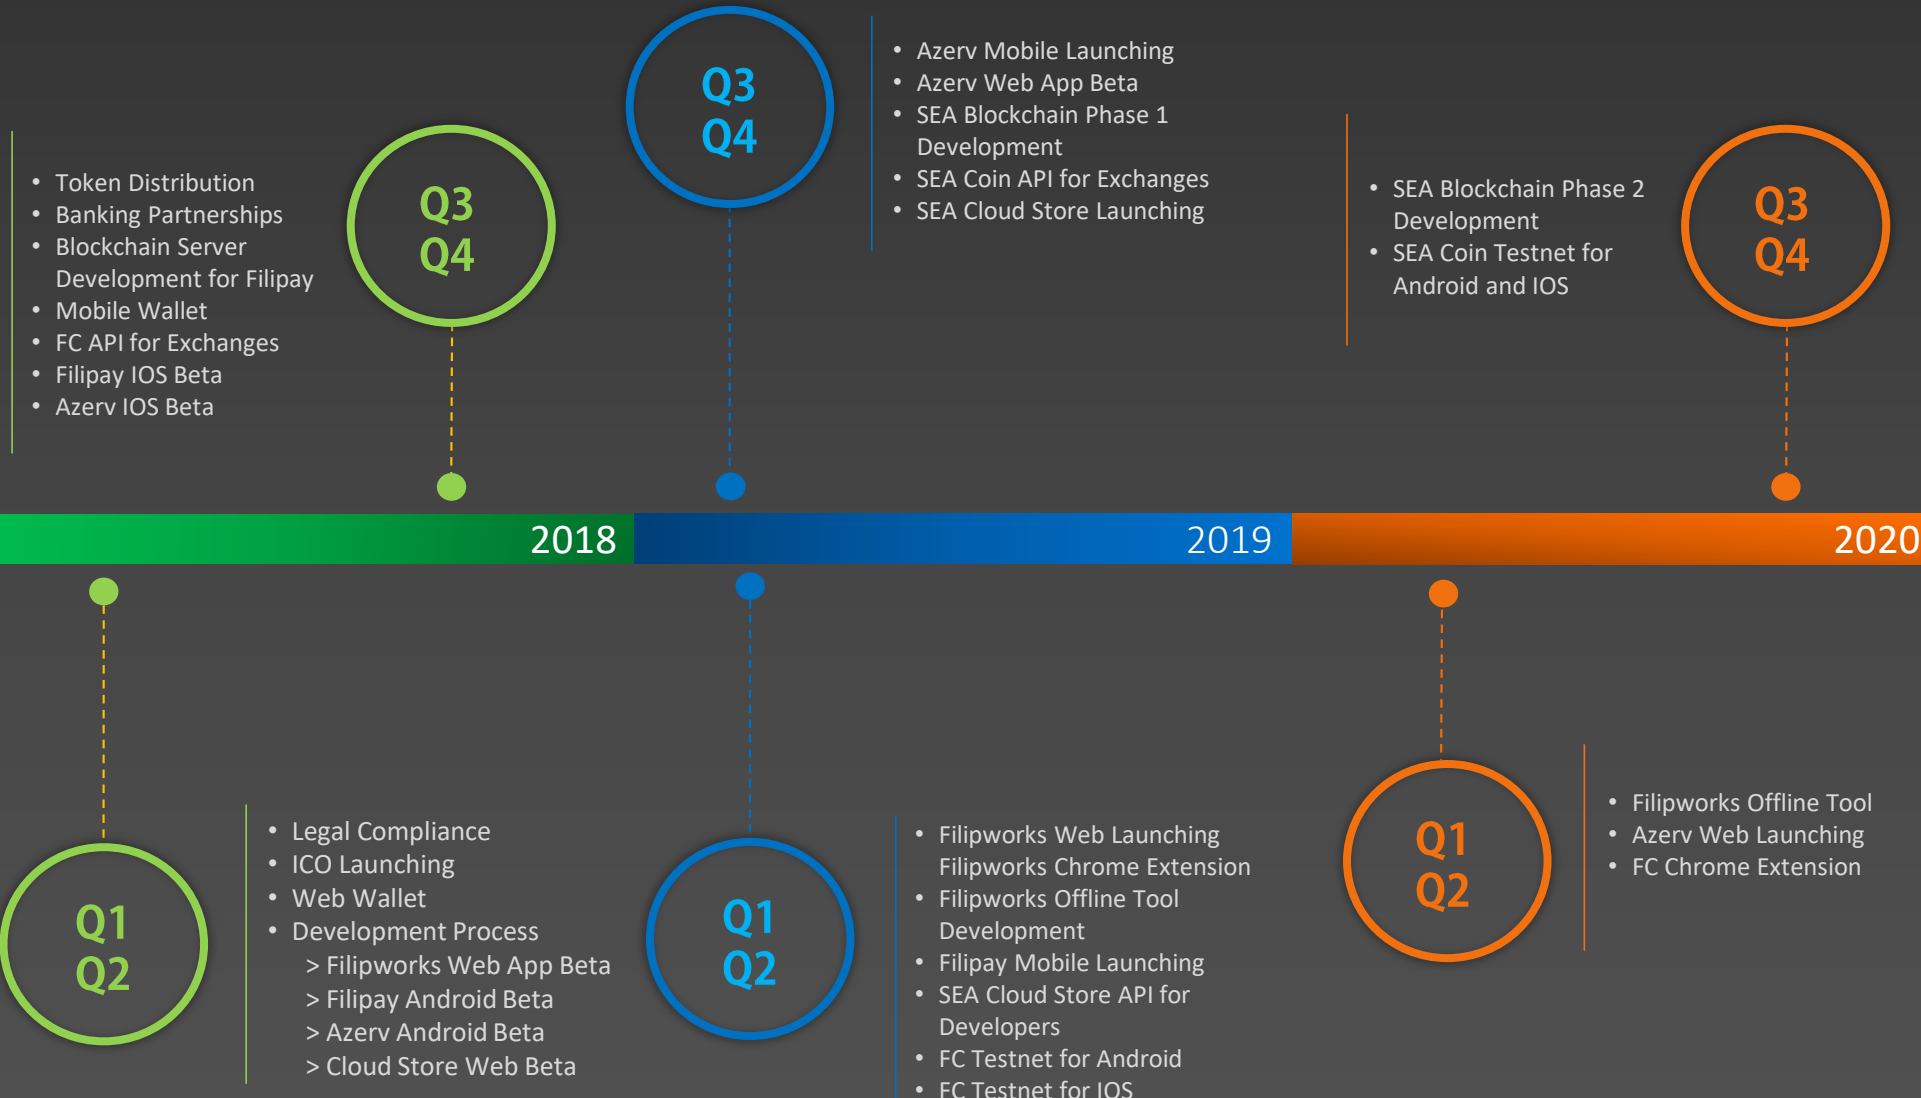 Q3
Q4
• Azerv Mobile Launching
• Azerv Web App Beta
• SEA Blockchain Phase 1
Development
• SEA Coin API for Exchanges
• SEA Cloud Store Launching
• Token Distribution
• Banking Partnerships
• Blockchain Server
Development for Filipay
• Mobile Wallet
• FC API for Exchanges
• Filipay IOS Beta
• Azerv IOS Beta
Q3
Q4
• SEA Blockchain Phase 2
Development
• SEA Coin Testnet for
Android and IOS
Q3
Q4
2018
2019
2020
Q1
Q2
• Legal Compliance
• ICO Launching
• Web Wallet
• Development Process
> Filipworks Web App Beta
> Filipay Android Beta
> Azerv Android Beta
> Cloud Store Web Beta
Q1
Q2
• Filipworks Web Launching
Filipworks Chrome Extension
• Filipworks Offline Tool
Development
• Filipay Mobile Launching
• SEA Cloud Store API for
Developers
• FC Testnet for Android
• FC Testnet for IOS
Q1
Q2
• Filipworks Offline Tool
• Azerv Web Launching
• FC Chrome Extension